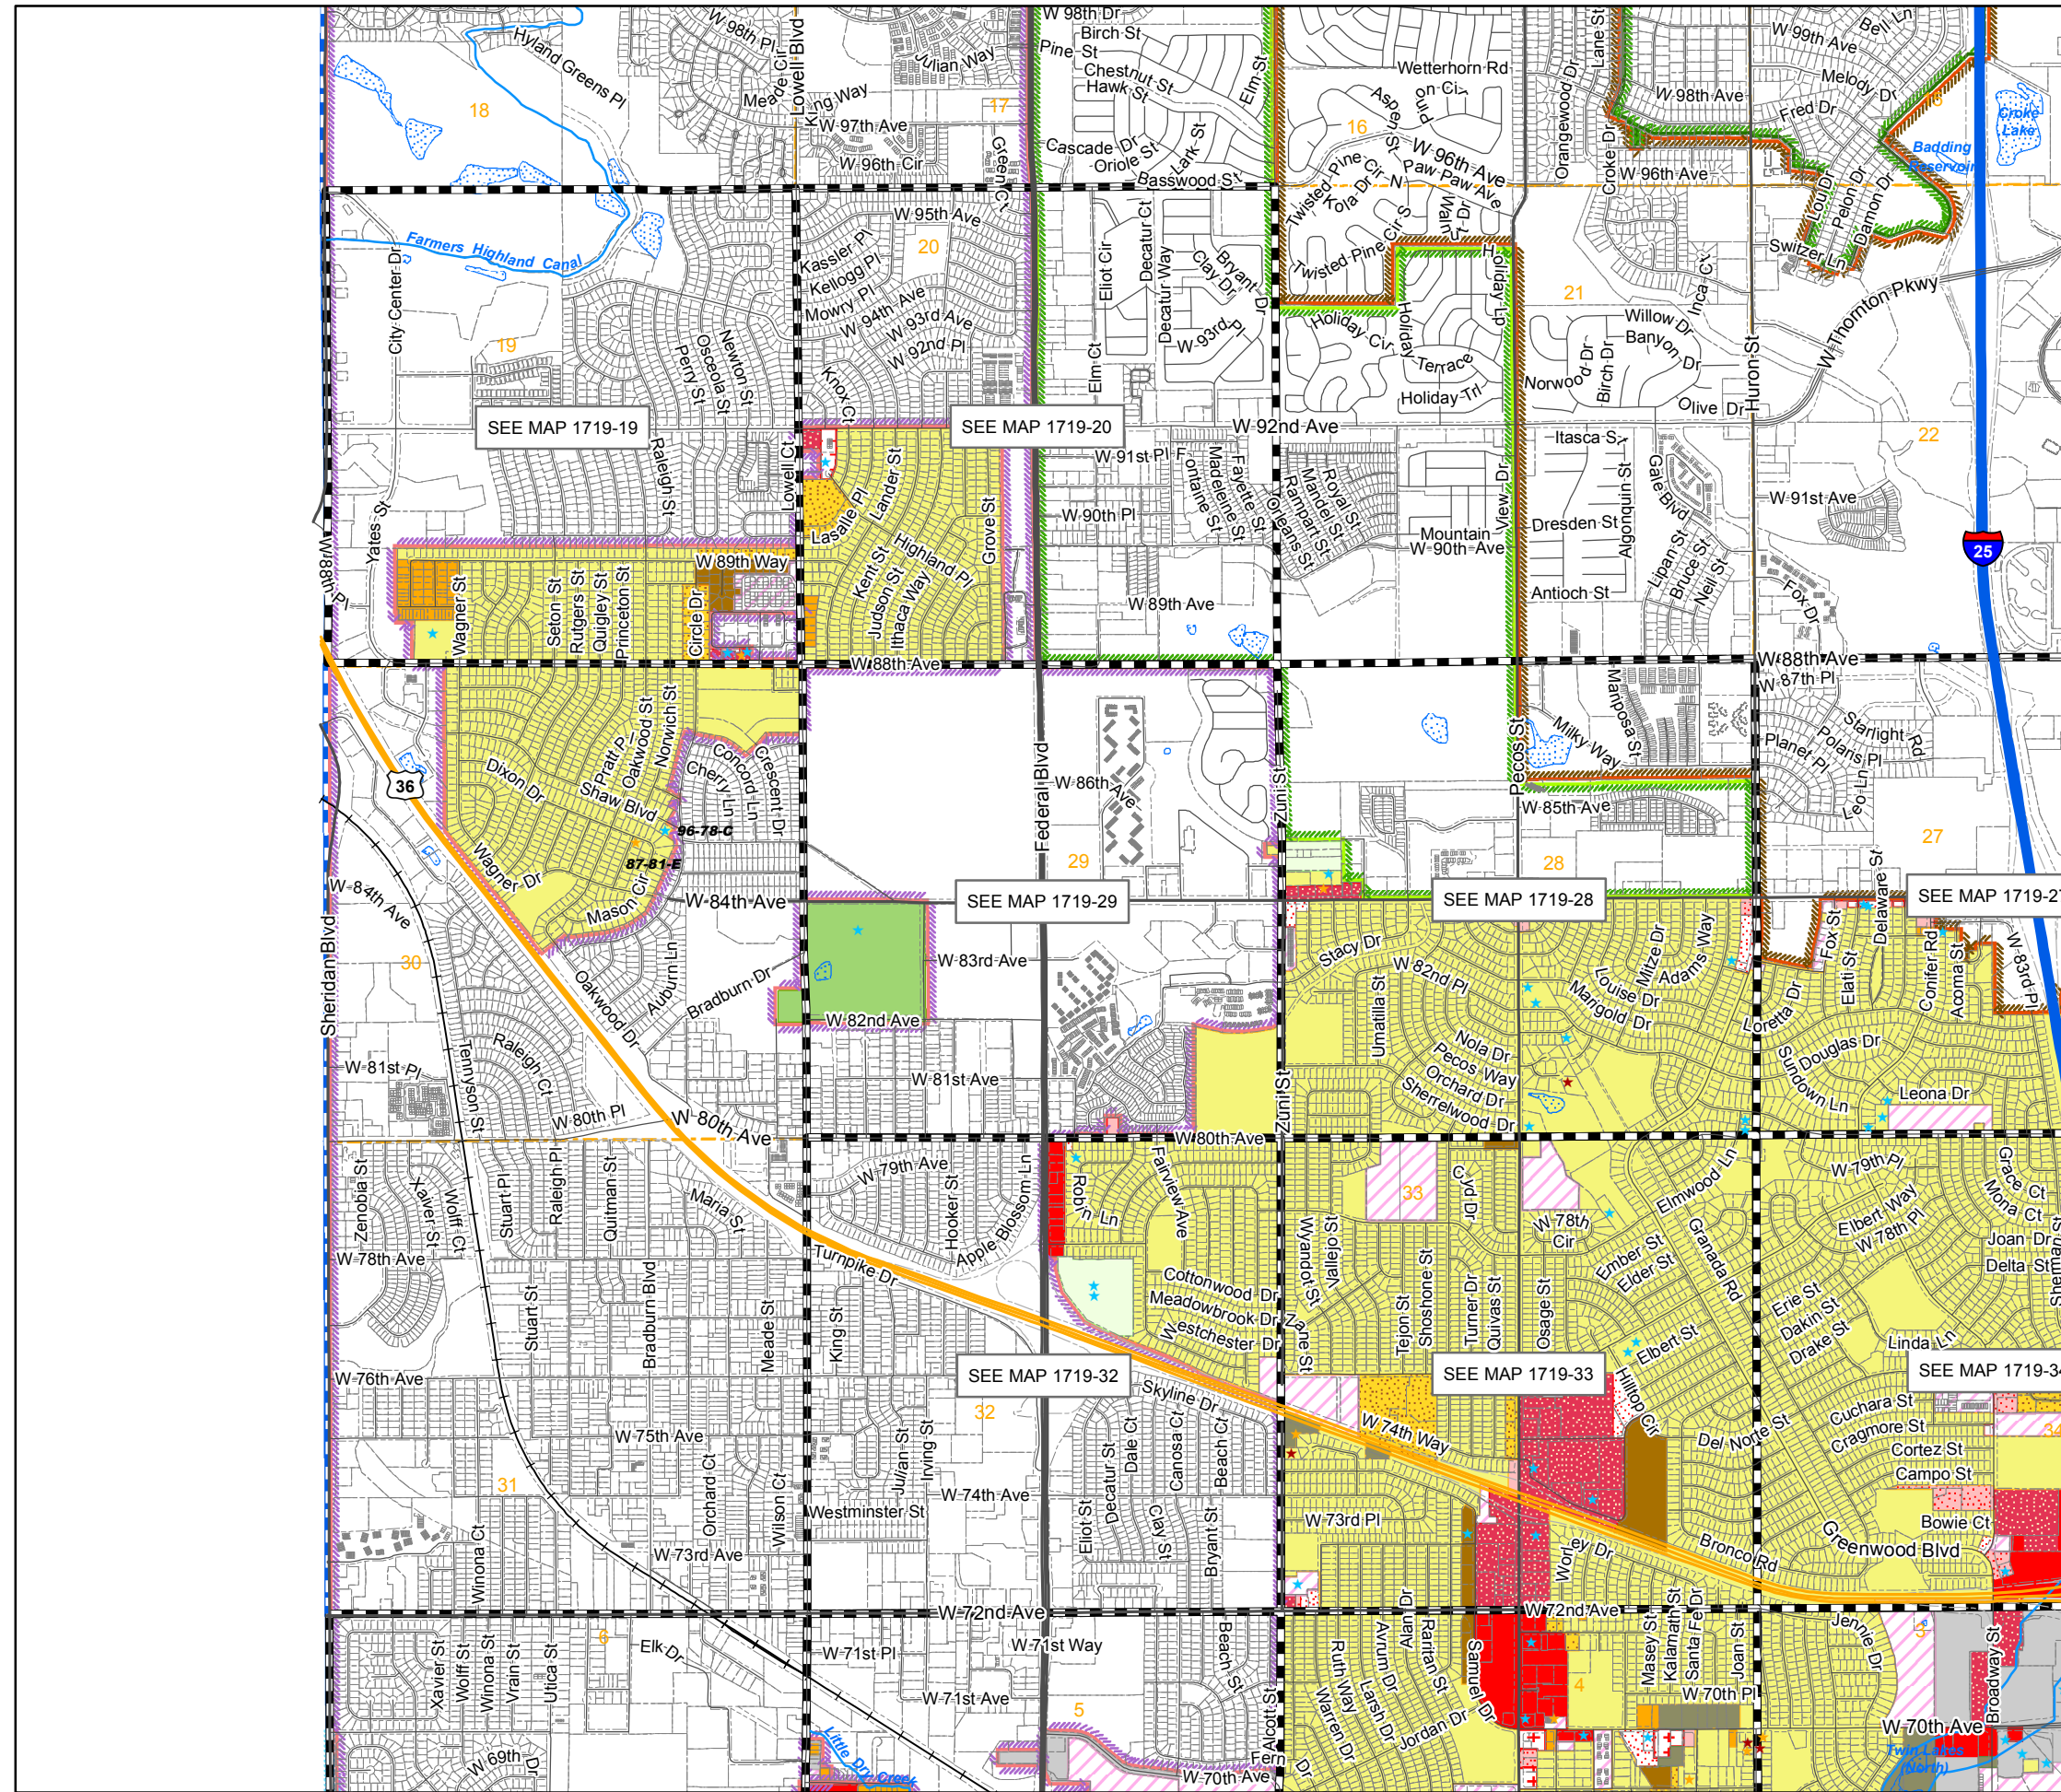 W 98th Dr
Birch St
Pine St
Chestnut St
Hawk St
Elm St
Cascade Dr
Oriole St
Lark St
Basswood St
W 98th Pl
Meade Cir
Lowell Blvd
Julian Way
King Way
W 97th Ave
W 96th Cir
Green Ct
17
18
Hyland Greens Pl
Wetterhorn Rd
Aspen St
16
W 96th Ave
Paw Paw Ave
Twisted Pine Cir N
Kola Dr
Twisted Pine Cir S
Orangewood Dr
Croke Dr
Lane St
W 99th Ave
Bell Ln
Melody Dr
W 98th Ave
Fred Dr
W 96th Ave
Lou Dr
Pelon Dr
Damon Dr
Switzer Ln
Croke
Lake
Badding
Reservoir
Farmers Highland Canal
City Center Dr
19
Newton St
Osceola St
Perry St
W 95th Ave
20
Kassler Pl
Kellogg Pl
Mowry Pl
W 94th Ave
W 93rd Ave
W 92nd Pl
Knox Ct
Eliot Cir
Elm Ct
Decatur Ct
Decatur Way
Clay Dr
Bryant Dr
W 93rd Pl
Holiday Lp
Holiday Cir
Holiday
Terrace
Holiday Trl
21
Willow Dr
Banyon Dr
Norwood Dr
Birch Dr
Olive Dr
Inca Ct
Huron St
W Thornton Pkwy
22
SEE MAP 1719-19
SEE MAP 1719-20
W 92nd Ave
W 91st Pl
Fontaine St
Madeleine St
Fayette St
Orleans St
Rampart St
Mandel St
Royal St
W 90th Pl
W 89th Ave
Mountain
View Dr
W 90th Ave
Itasca S
Dresden St
Antioch St
Algonquin St
Gale Blvd
Lipan St
Bruce St
Neil St
W 91st Ave
Fox Dr
25
Raleigh St
Lowell Ct
Yates St
W 88th Pl
Lasalle Pl
Lander St
Highland Pl
Grove St
Kent St
Judson St
Ithaca Way
W 89th Way
Circle Dr
Wagner St
Seton St
Rutgers St
Quigley St
Princeton St
W 88th Ave
W 88th Ave
W 87th Pl
Starlight Rd
Polaris Pl
Planet Pl
Leo Ln
Mariposa St
Milky Way
W 85th Ave
Pecos St
28
27
36
Dixon Dr
Pratt Pl
Oakwood St
Norwich St
Shaw Blvd
Cherry Ln
Concord Ln
Crescent Dr
96-78-C
87-81-E
Wagner Dr
Mason Cir
W 84th Ave
W 84th Ave
Federal Blvd
W 86th Ave
29
Zuni St
SEE MAP 1719-29
SEE MAP 1719-28
SEE MAP 1719-27
Sheridan Blvd
30
Oakwood Dr
Auburn Ln
Bradburn Dr
W 83rd Ave
W 82nd Ave
W 81st Ave
Tennyson St
Raleigh Ct
W 81st Pl
W 80th Pl
W 80th Ave
W 80th Ave
Zuni St
Stacy Dr
Umatilla St
W 82nd Pl
Nola Dr
Pecos Way
Orchard Dr
Sherrelwood Dr
Mitze Dr
Adams Way
Louise Dr
Marigold Dr
Loretta Dr
Fox St
Elati St
Delaware St
Conifer Rd
Acoma St
W 83rd Pl
Douglas Dr
Sundown Ln
Leona Dr
Zenobia St
Xavier St
Wolff Ct
W 78th Ave
Stuart Pl
Raleigh Pl
Quitman St
Stuart St
Bradburn Blvd
Maria St
Meade St
W 79th Ave
Hooker St
Apple Blossom Ln
Turnpike Dr
King St
Robin Ln
Fairview Ave
Cottonwood Dr
Meadowbrook Dr
Westchester Dr
Zane St
Wyandot St
Vallejo St
33
Tejon St
Shoshone St
Cyd Dr
Turner Dr
Quivas St
Osage St
W 78th
Cir
Ember St
Elder St
Elmwood Ln
Granada Rd
Elbert St
Hilltop Cir
W 79th Pl
Elbert Way
W 78th Pl
Grace Ct
Mona Ct
Joan Dr
Delta St
Erie St
Dakin St
Drake St
Linda Ln
SEE MAP 1719-32
SEE MAP 1719-33
SEE MAP 1719-34
W 76th Ave
W 75th Ave
31
32
Skyline Dr
Julian St
Irving St
W 74th Ave
Westminster St
Orchard Ct
Wilson Ct
W 73rd Ave
Winona Ct
Eliot St
Decatur St
Dale Ct
Canosa Ct
Beach Ct
Clay St
Bryant St
W 74th Way
W 73rd Pl
Worley Dr
Bronco Rd
Del Norte St
Cuchara St
Cragmore St
Cortez St
Campo St
Bowie Ct
Greenwood Blvd
34
W 72nd Ave
W 72nd Ave
6
Elk Dr
Xavier St
Wolff St
Winona St
Vrain St
Utica St
W 69th Dr
W 71st Pl
W 71st Way
W 71st Ave
5
Little Dry Creek
Beach St
Alcott St
Fern Dr
W 70th Ave
Ruth Way
Warren Dr
Larsh Dr
Avrum Dr
Alan Dr
Raritan St
Jordan Dr
Samuel Dr
4
Masey St
Kalamath St
Santa Fe Dr
Joan St
W 70th Pl
Jennie Dr
3
Broadway St
W 70th Ave
Twin Lakes
(North)